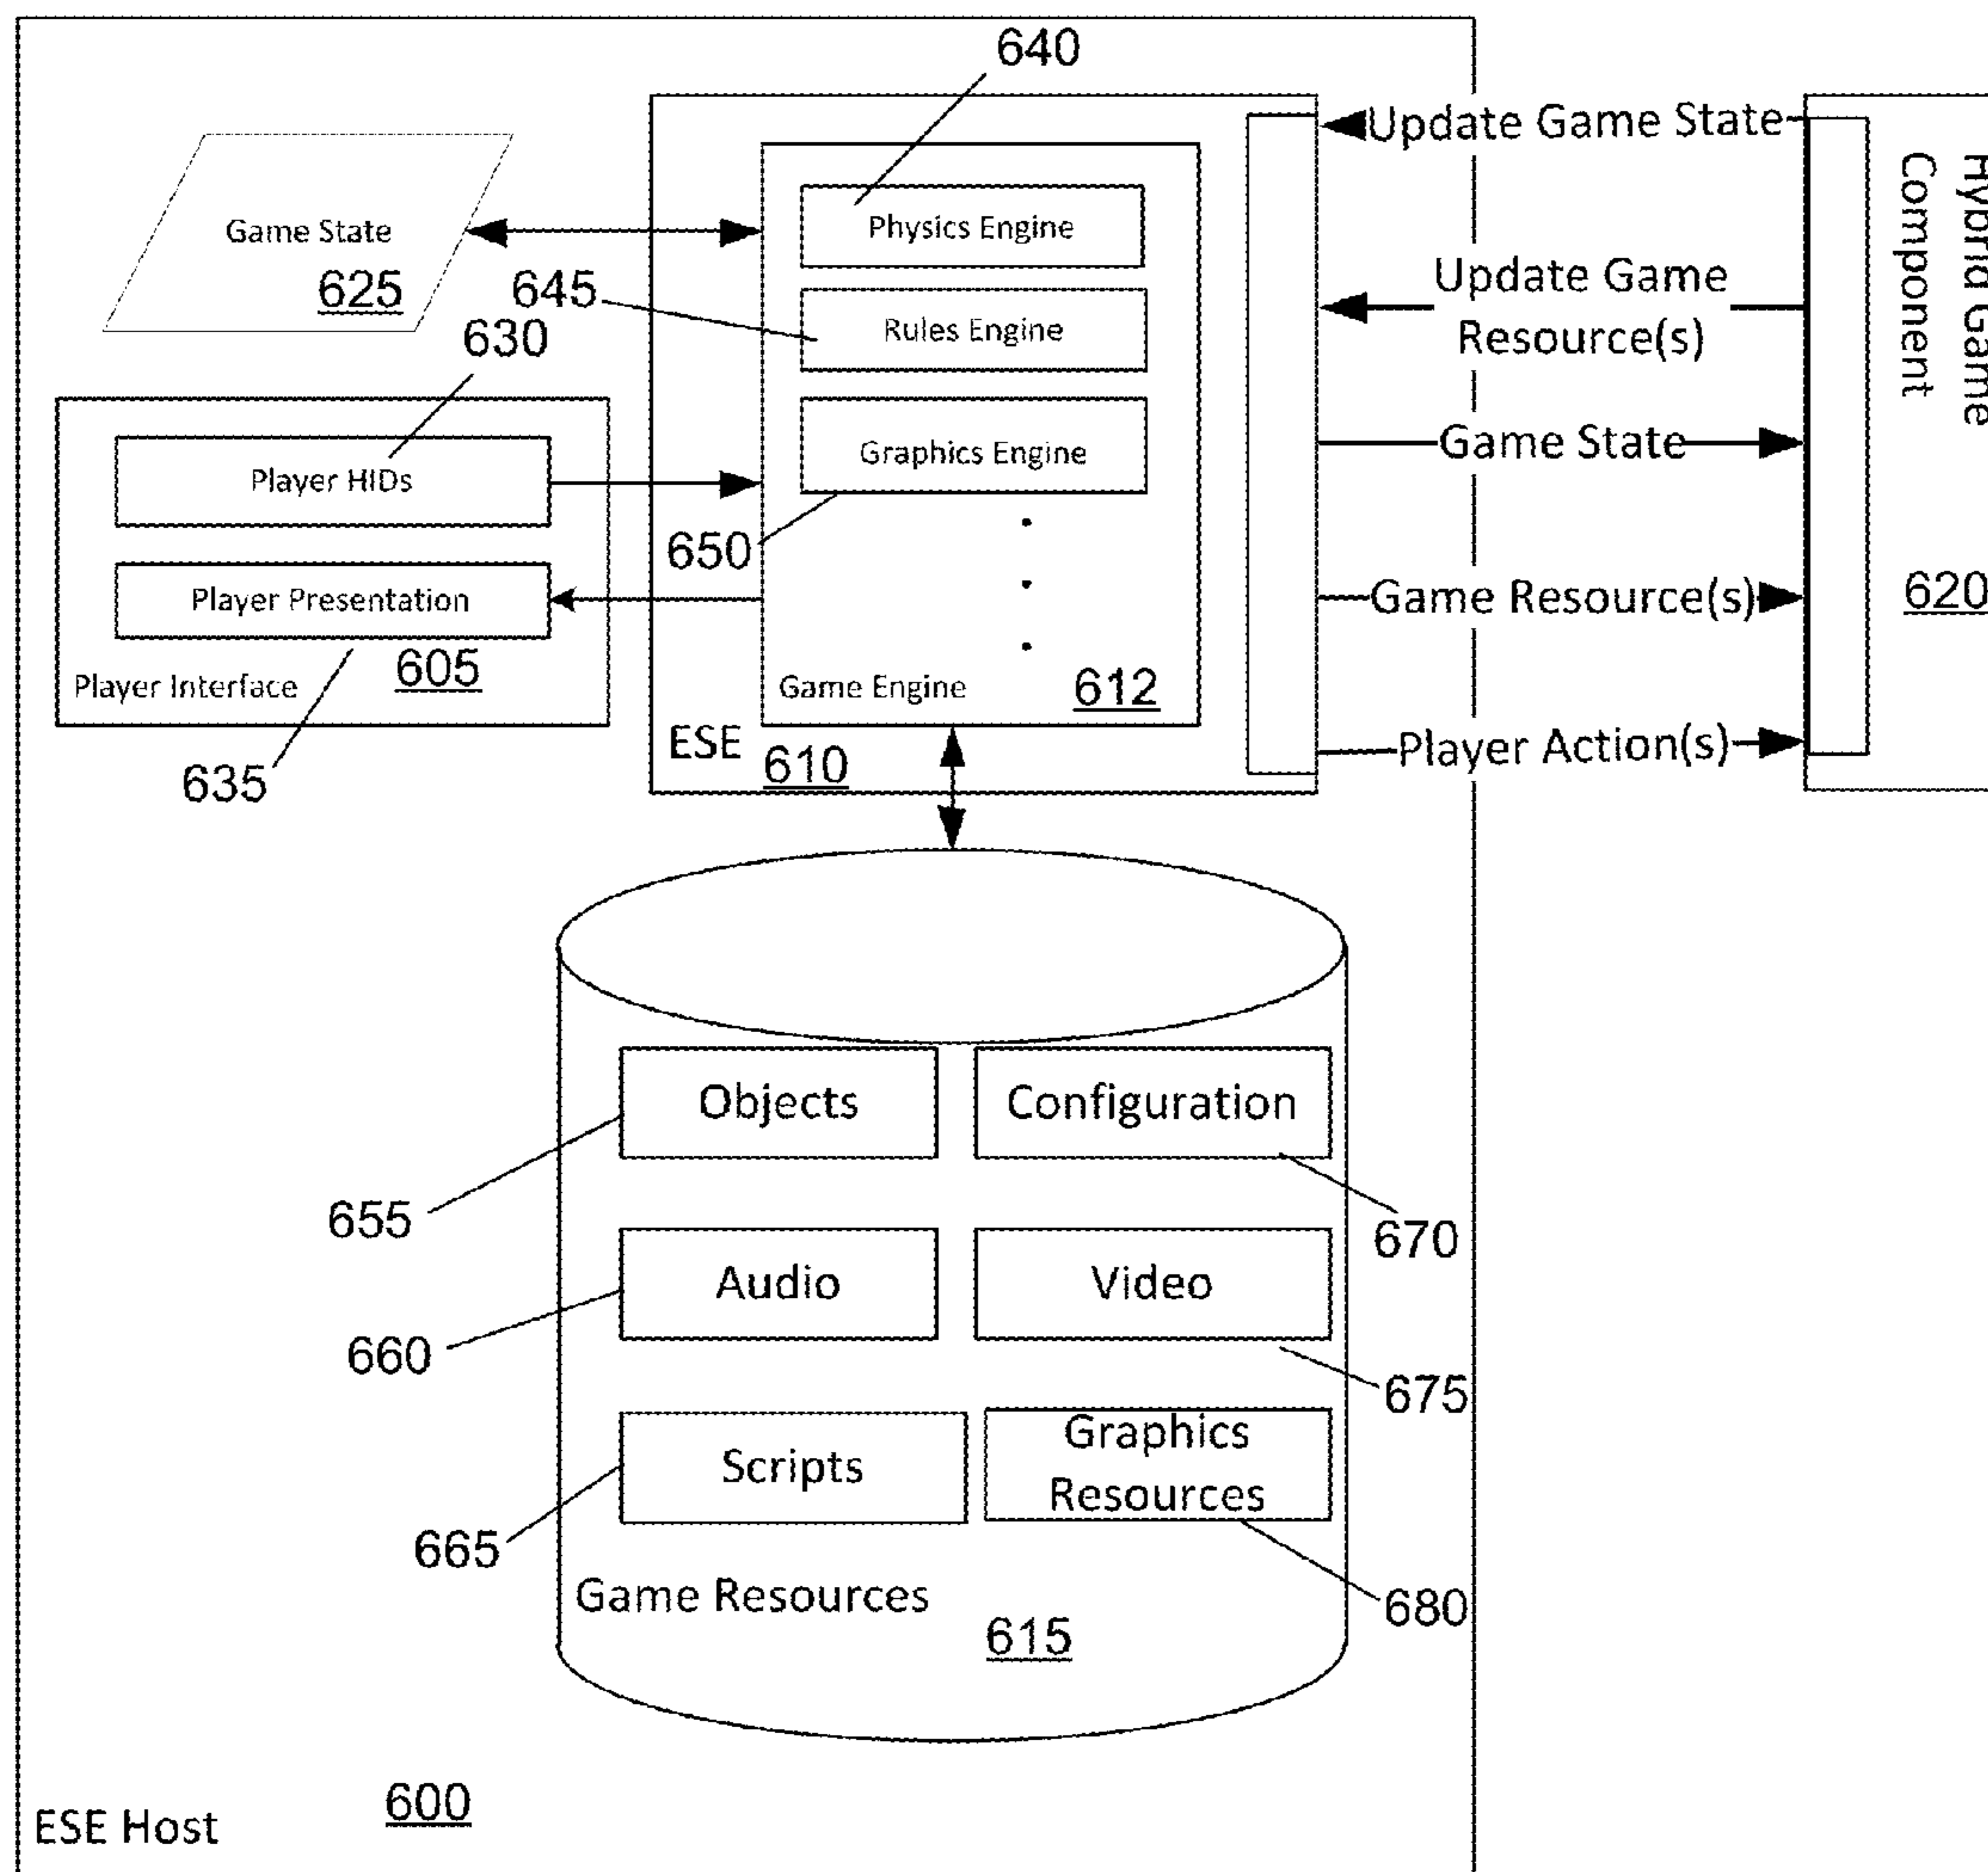 640
Update Game State
Hybrid Game
Component
Physics Engine
Game State
625
645
Update Game
Resource(s)
Rules Engine
630
Game State
Graphics Engine
Player HIDs
650
620
Game Resource(s)
Player Presentation
605
Player Interface
Game Engine
612
ESE
610
Player Action(s)
635
Objects
Configuration
655
670
Audio
Video
660
675
Scripts
Graphics
Resources
665
Game Resources
680
615
600
ESE Host